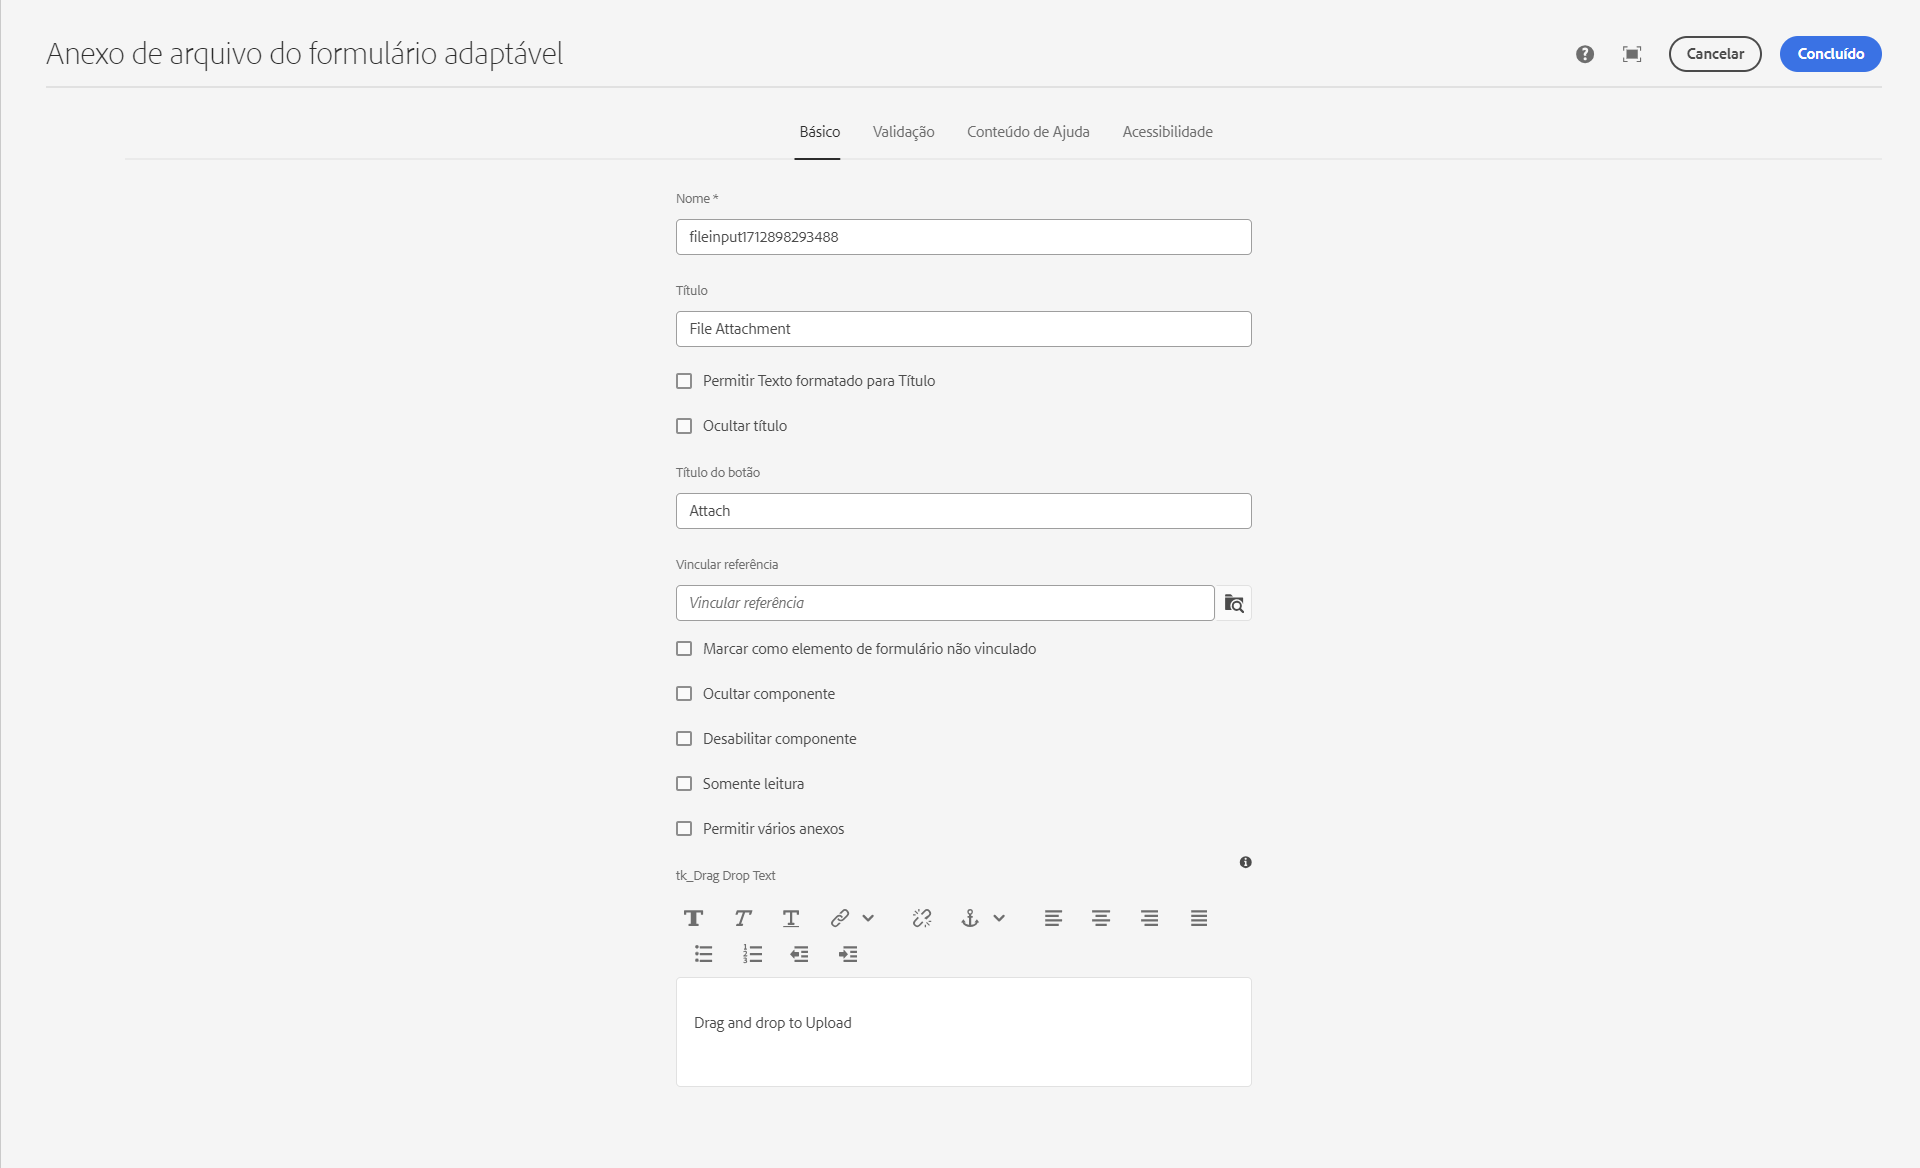 Anexo de arquivo do formulário adaptável
Cancelar
Concluído
Básico
Validação
Conteúdo de Ajuda
Acessibilidade
Nome *
fileinput1712898293488
Título
File Attachment
Permitir Texto formatado para Título
Ocultar título
Título do botão
Attach
Vincular referência
Vincular referência
Marcar como elemento de formulário não vinculado
Ocultar componente
Desabilitar componente
Somente leitura
Permitir vários anexos
tk_Drag Drop Text
Drag and drop to Upload